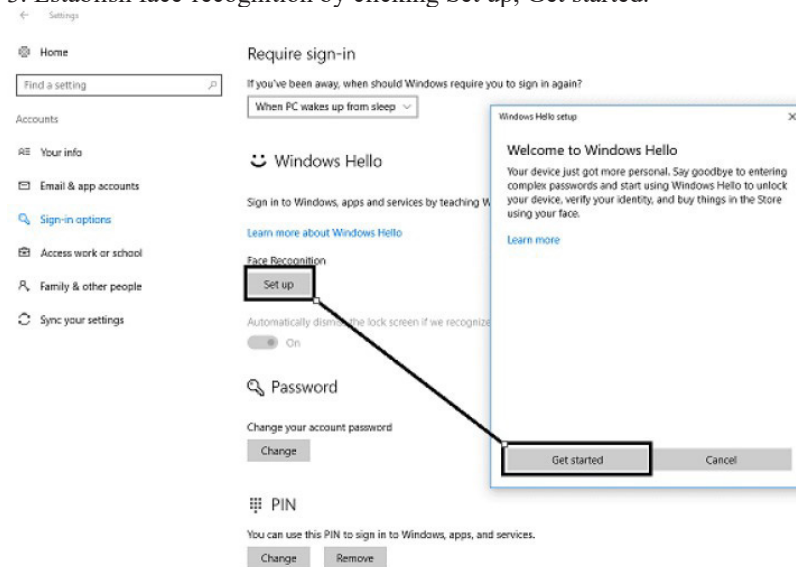 3. Establish face recognition by clicking Set up, Get started.
Settings
Home
Find a setting
Accounts
Your info
Email & app accounts
Sign-in options
Access work or school
Family & other people
Sync your settings
Require sign-in
If you've been away, when should Windows require you to sign in again?
When PC wakes up from sleep
Windows Hello
Sign in to Windows, apps and services by teaching W
Learn more about Windows Hello
Face Recognition
Set up
Automatically dismiss the lock screen if we recognize
On
Password
Change your account password
Change
PIN
You can use this PIN to sign in to Windows, apps, and services.
Change Remove
Windows Hello setup
Welcome to Windows Hello
Your device just got more personal. Say goodbye to entering
complex passwords and start using Windows Hello to unlock
your device, verify your identity, and buy things in the Store
using your face.
Learn more
Get started Cancel